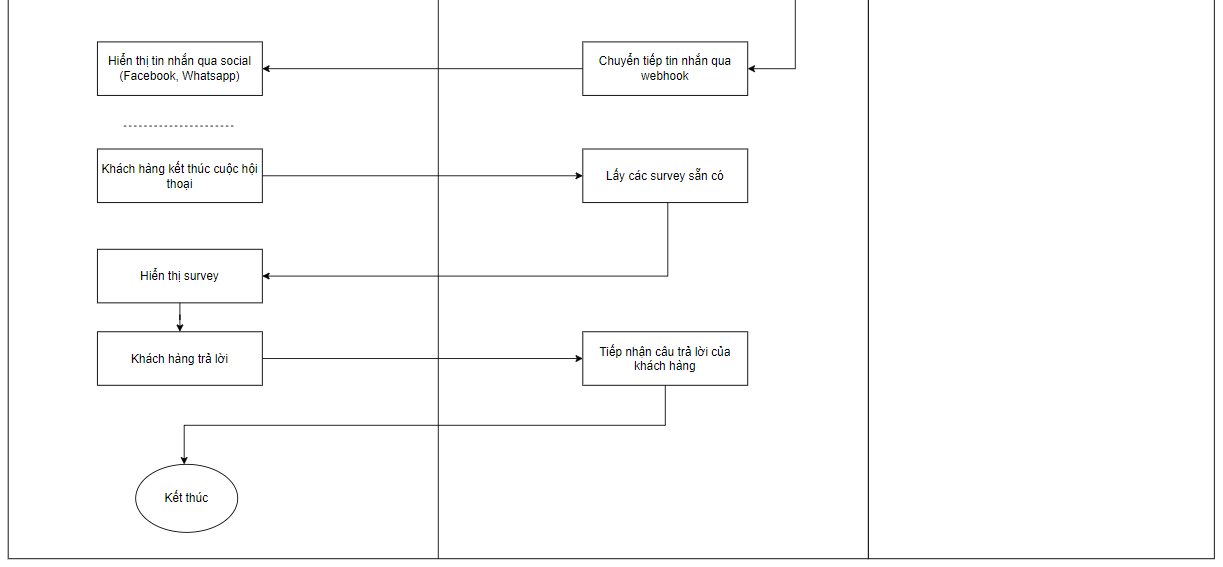 Hiển thị tin nhắn qua social
(Facebook, Whatsapp)
Chuyển tiếp tin nhắn qua
webhook
Khách hàng kết thúc cuộc hội
thoại
Lấy các survey sẵn có
Hiển thị survey
Khách hàng trả lời
Tiếp nhận câu trả lời của
khách hàng
Kết thúc